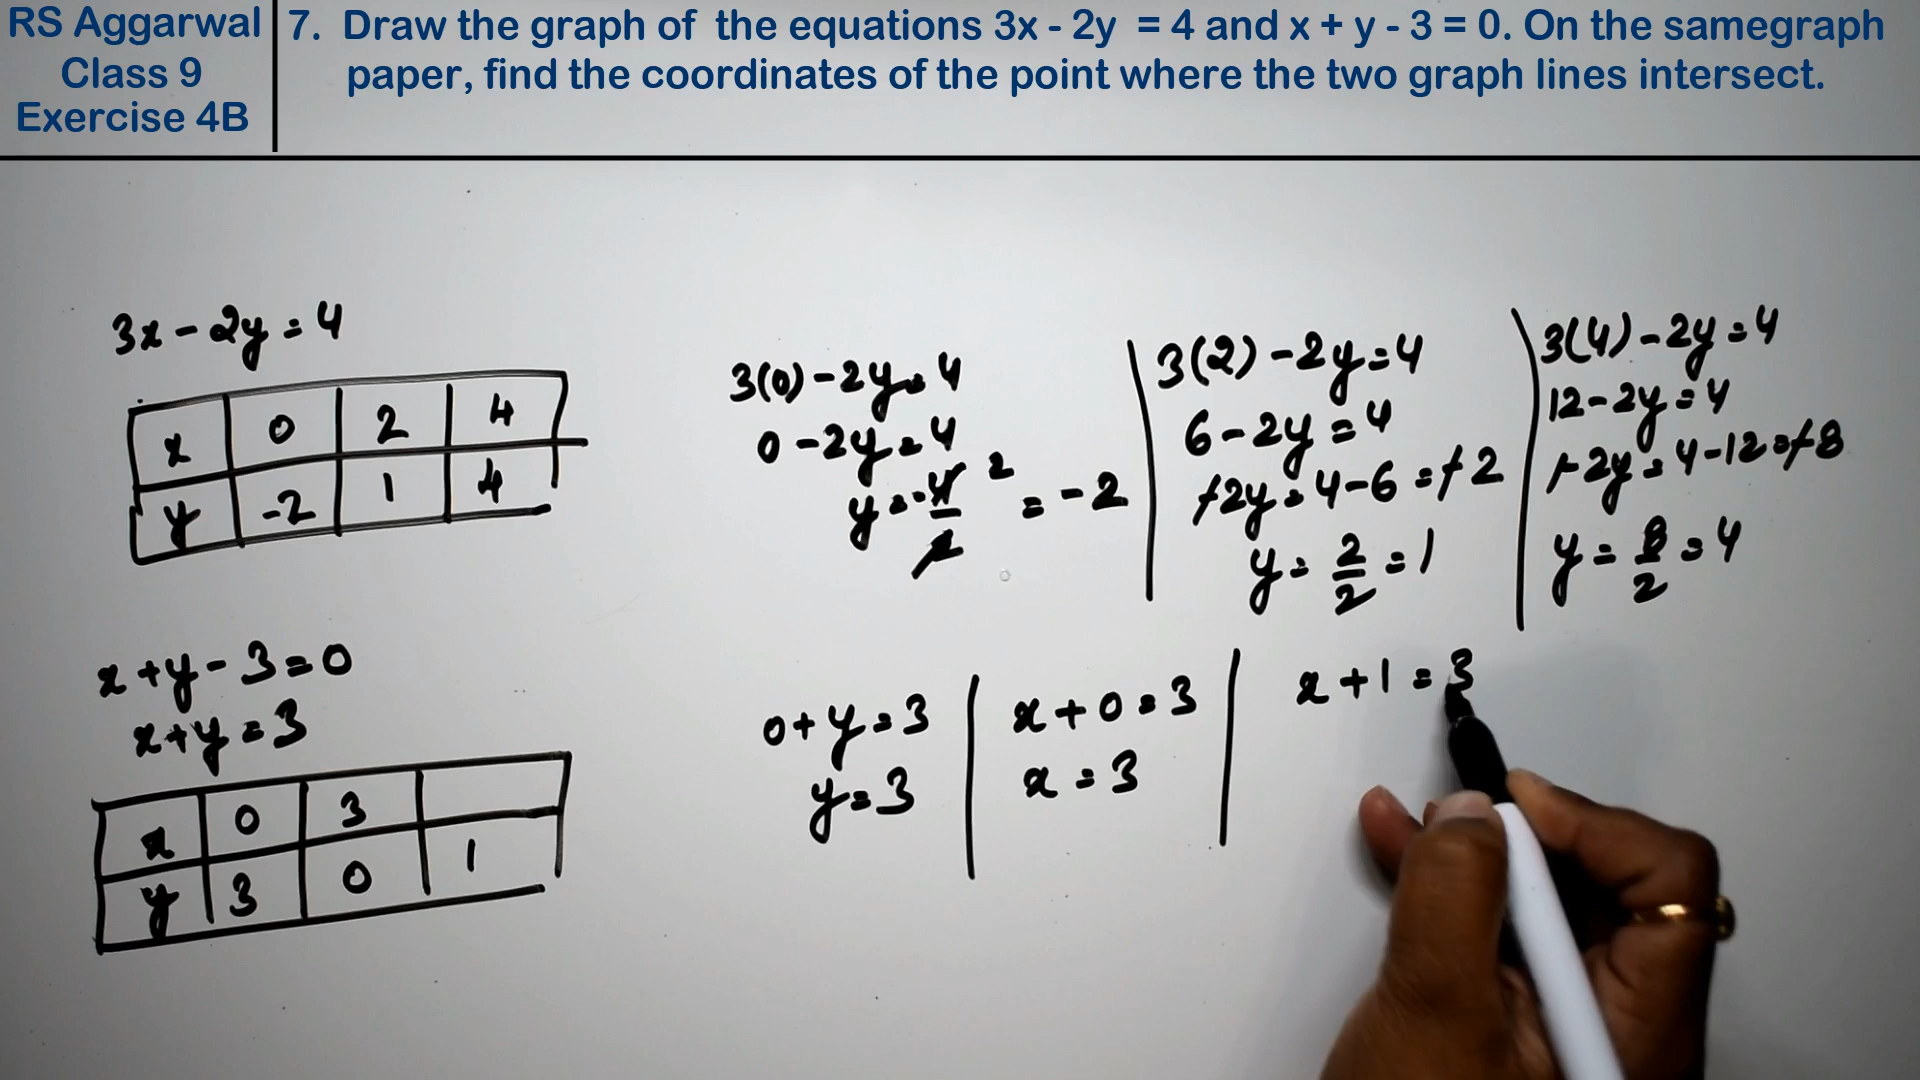 RS Aggarwal
Class 9
Exercise 4B
7. Draw the graph of the equations 3x - 2y = 4 and x + y - 3 = 0. On the samegraph
paper, find the coordinates of the point where the two graph lines intersect.
3x - 2y = 4
x 0 2 4
y -2 1 4
3(0) - 2y = 4
0 - 2y = 4
y = -4/2 2 = -2
3(2) - 2y = 4
6 - 2y = 4
-2y = 4 - 6 = -2
y = 2/2 = 1
3(4) - 2y = 4
12 - 2y = 4
-2y = 4 - 12 = -8
y = 8/2 = 4
x + y - 3 = 0
x + y = 3
x 0 3
y 3 0 1
0 + y = 3
y = 3
x + 0 = 3
x = 3
x + 1 = 3